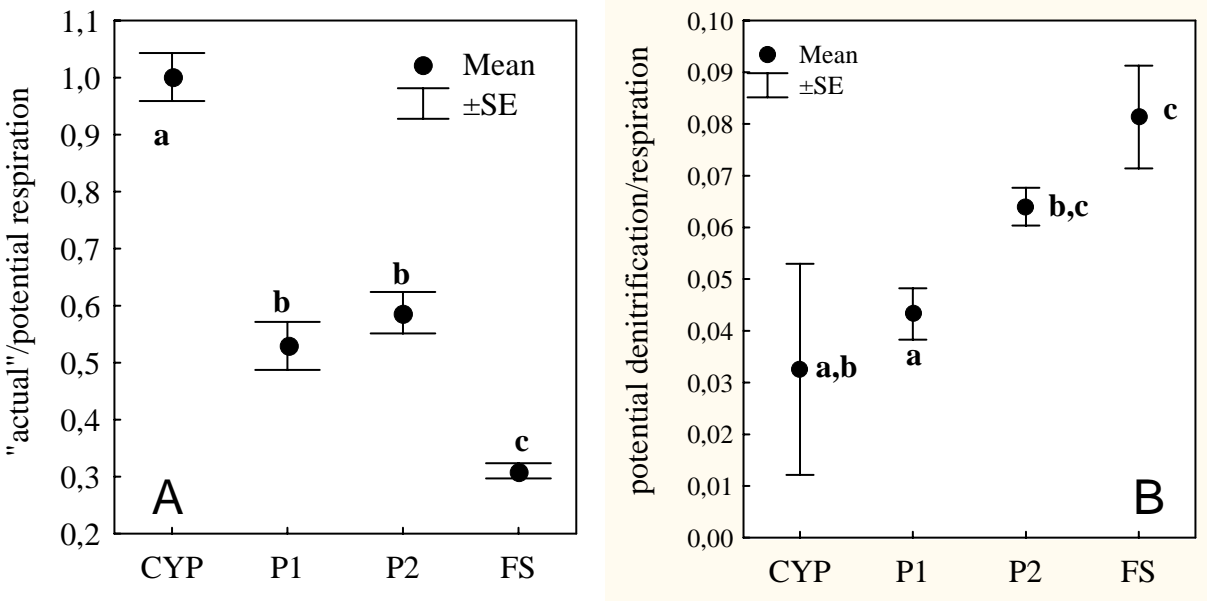 "actual"/potential respiration
1,1
1,0
0,9
0,8
0,7
0,6
0,5
0,4
0,3
0,2
Mean
±SE
a
b
b
c
A
CYP P1 P2 FS
potential denitrification/respiration
0,10
0,09
0,08
0,07
0,06
0,05
0,04
0,03
0,02
0,01
0,00
Mean
±SE
a,b
a
b,c
c
B
CYP P1 P2 FS